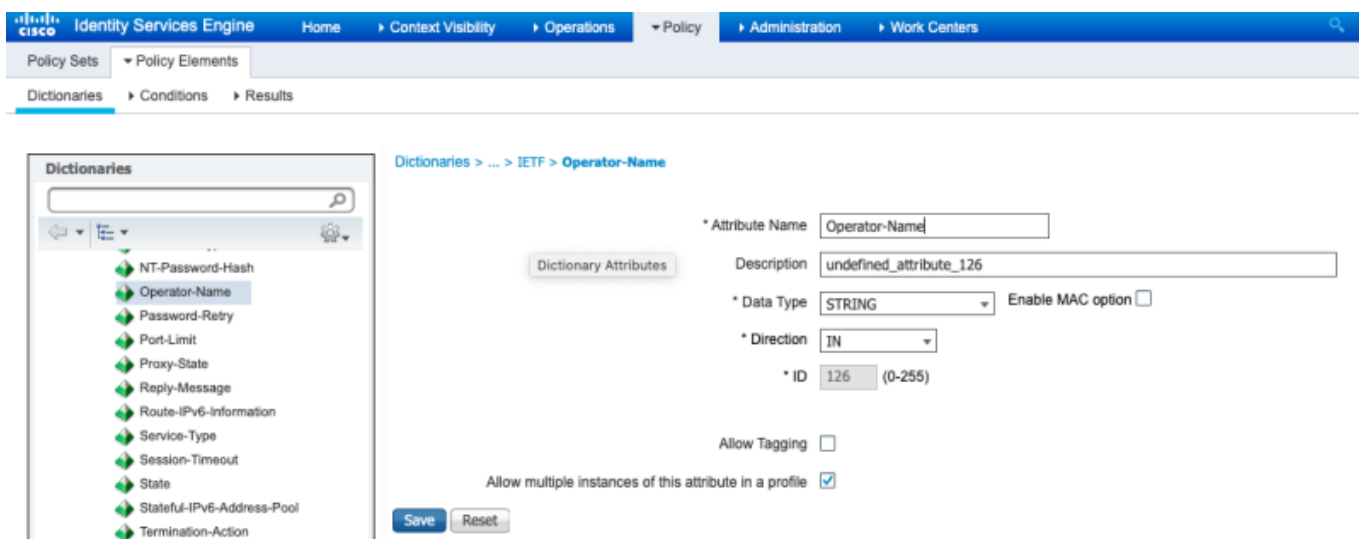 cisco Identity Services Engine Home Context Visibility Operations Policy Administration Work Centers
Policy Sets Policy Elements
Dictionaries Conditions Results
Dictionaries
Dictionaries > ... > IETF > Operator-Name
NT-Password-Hash
Operator-Name
Password-Retry
Port-Limit
Proxy-State
Reply-Message
Route-IPv6-Information
Service-Type
Session-Timeout
State
Stateful-IPv6-Address-Pool
Termination-Action
* Attribute Name Operator-Name
Dictionary Attributes
Description undefined_attribute_126
* Data Type STRING Enable MAC option
* Direction IN
* ID 126 (0-255)
Allow Tagging
Allow multiple instances of this attribute in a profile
Save Reset